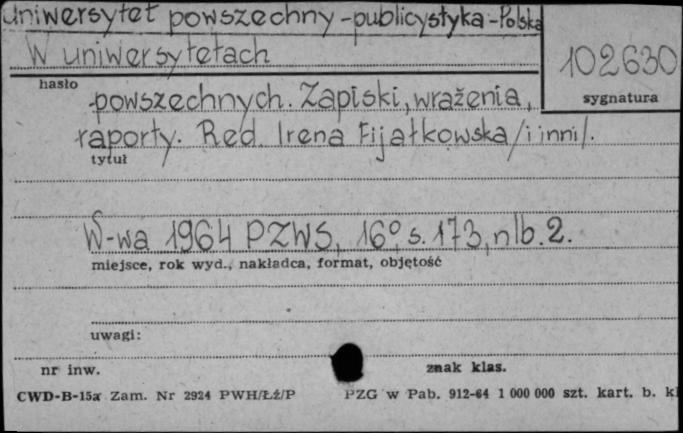 Uniwersytet powszechny-publicystyka-Polska
W uniwersytetach
102630
hasło
sygnatura
powszechnych. Zapiski, wrażenia,
raporty. Red. Irena Fijałkowska /i inni/.
tytuł
W-wa 1964 PZWS, 16° s. 173, nlb. 2.
miejsce, rok wyd., nakładca, format, objętość
uwagi:
nr inw.
znak klas.
CWD-B-15a Zam. Nr 2924 PWH/Łż/P PZG w Pab. 912-64 1 000 000 szt. kart. b. kl